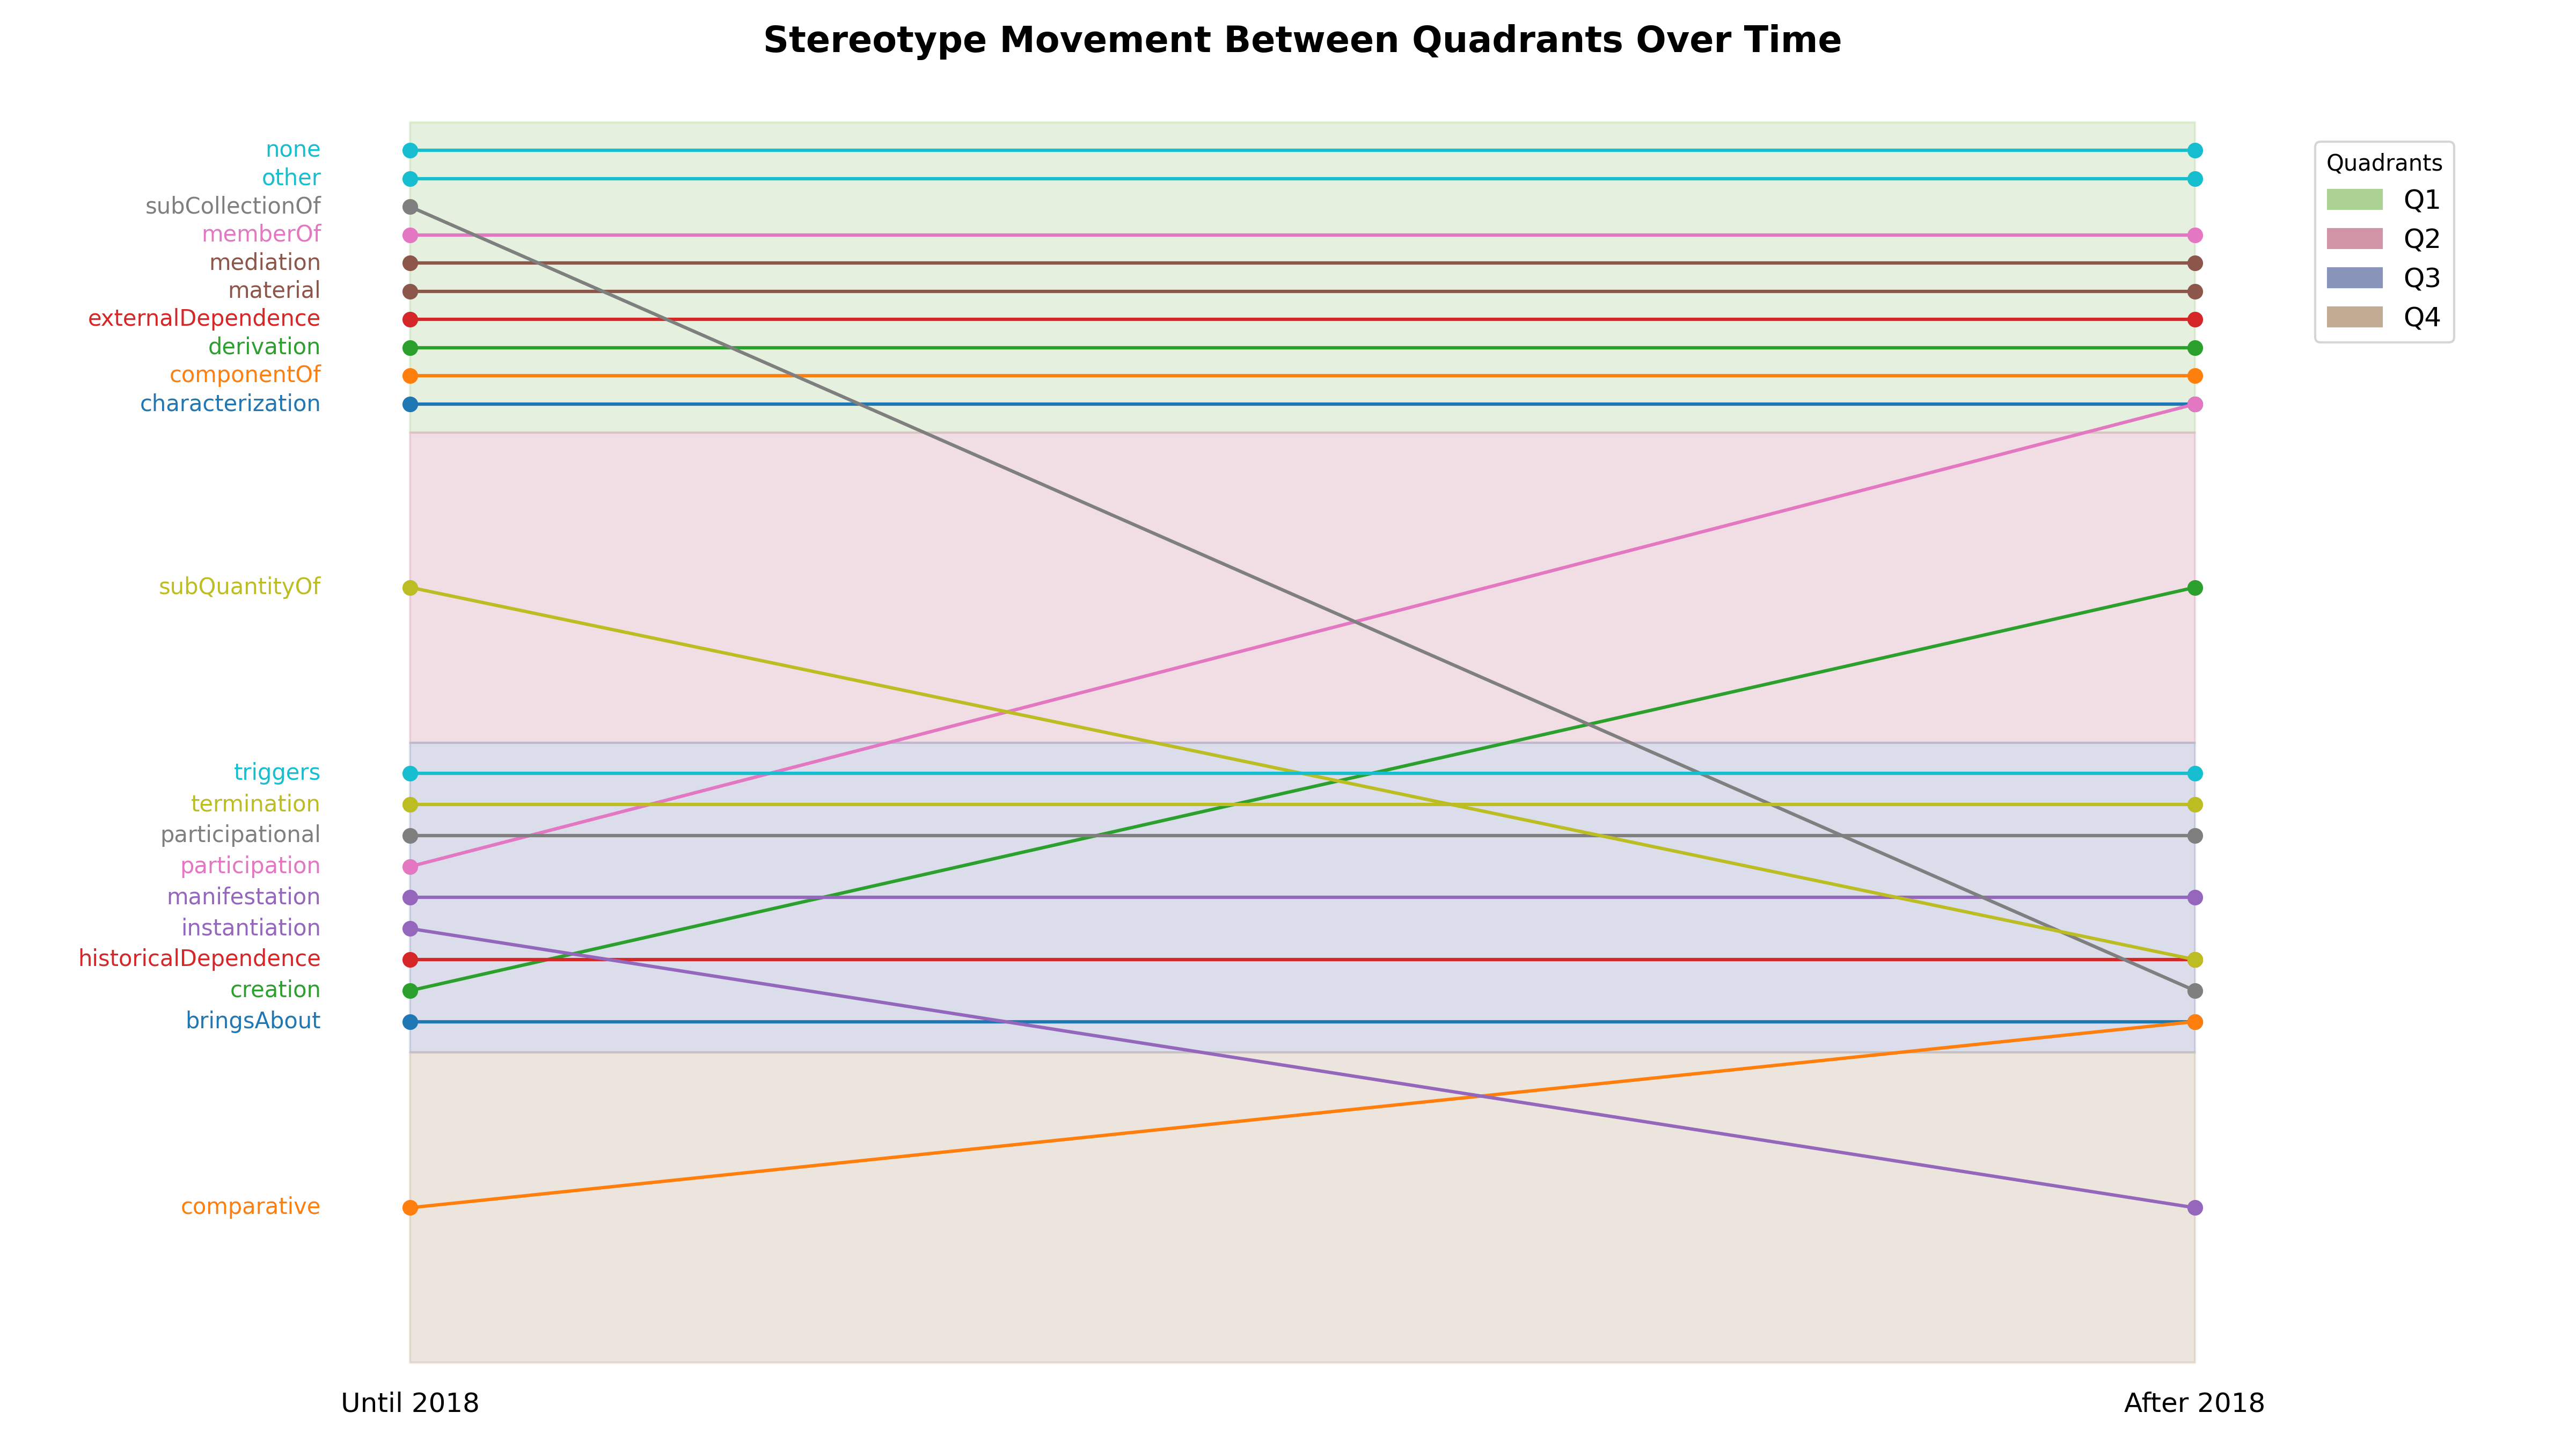 Stereotype Movement Between Quadrants Over Time
none
other
subCollectionOf
memberOf
mediation
material
externalDependence
derivation
componentOf
characterization
subQuantityOf
triggers
termination
participational
participation
manifestation
instantiation
historicalDependence
creation
bringsAbout
comparative
Until 2018
After 2018
Quadrants
Q1
Q2
Q3
Q4